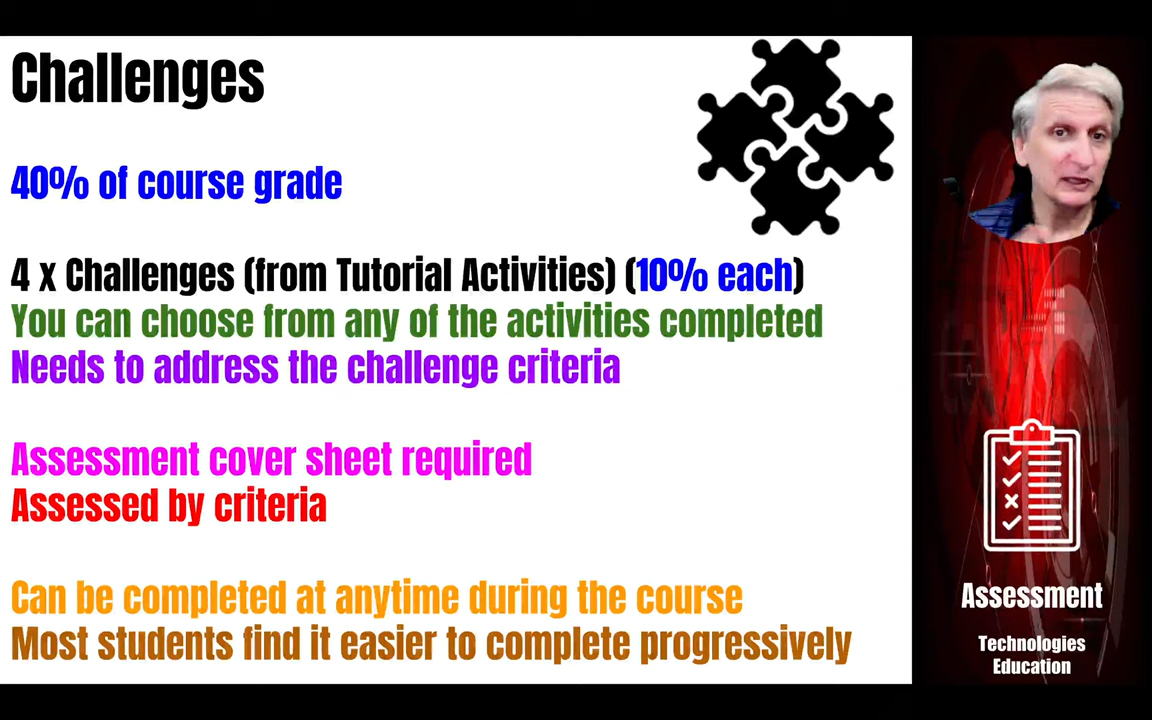 Challenges
40% of course grade
4 x Challenges (from Tutorial Activities) (10% each)
You can choose from any of the activities completed
Needs to address the challenge criteria
Assessment cover sheet required
Assessed by criteria
Can be completed at anytime during the course
Most students find it easier to complete progressively
Assessment
Technologies
Education